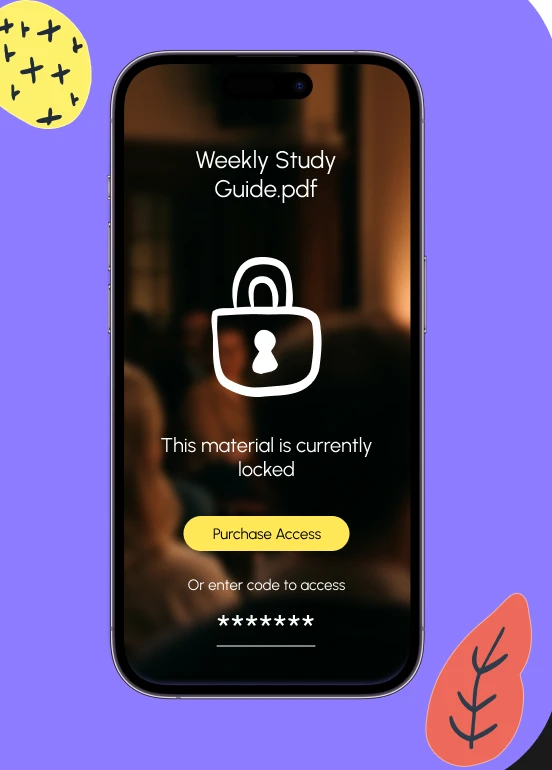 Weekly Study
Guide.pdf
This material is currently
locked
Purchase Access
Or enter code to access
*******